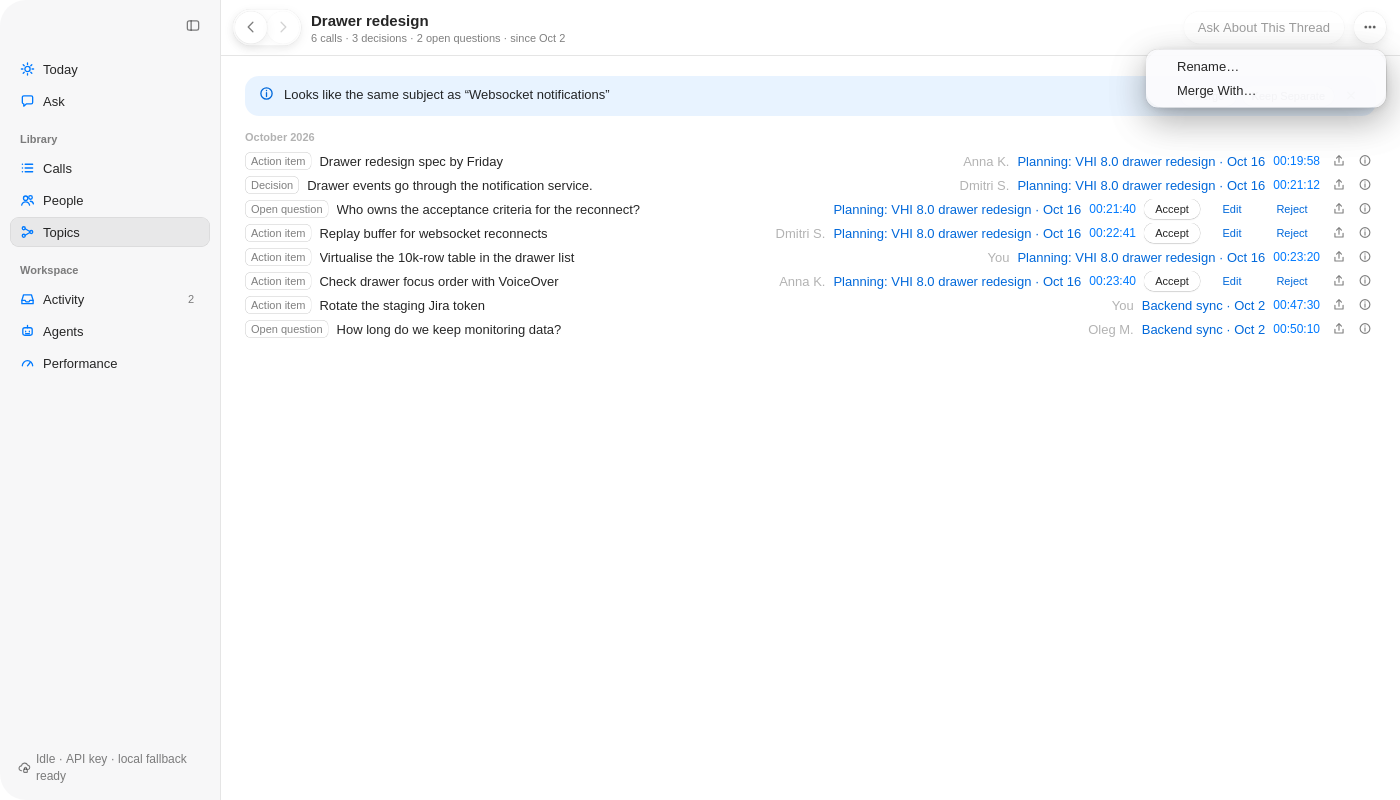 Drawer redesign
6 calls · 3 decisions · 2 open questions · since Oct 2
Ask About This Thread
Rename…
Merge With…
Today
Ask
Library
Calls
People
Topics
Workspace
Activity 2
Agents
Performance
Idle · API key · local fallback
ready
Looks like the same subject as “Websocket notifications”
October 2026
Action item Drawer redesign spec by Friday Anna K. Planning: VHI 8.0 drawer redesign · Oct 16 00:19:58
Decision Drawer events go through the notification service. Dmitri S. Planning: VHI 8.0 drawer redesign · Oct 16 00:21:12
Open question Who owns the acceptance criteria for the reconnect? Planning: VHI 8.0 drawer redesign · Oct 16 00:21:40 Accept Edit Reject
Action item Replay buffer for websocket reconnects Dmitri S. Planning: VHI 8.0 drawer redesign · Oct 16 00:22:41 Accept Edit Reject
Action item Virtualise the 10k-row table in the drawer list You Planning: VHI 8.0 drawer redesign · Oct 16 00:23:20
Action item Check drawer focus order with VoiceOver Anna K. Planning: VHI 8.0 drawer redesign · Oct 16 00:23:40 Accept Edit Reject
Action item Rotate the staging Jira token You Backend sync · Oct 2 00:47:30
Open question How long do we keep monitoring data? Oleg M. Backend sync · Oct 2 00:50:10